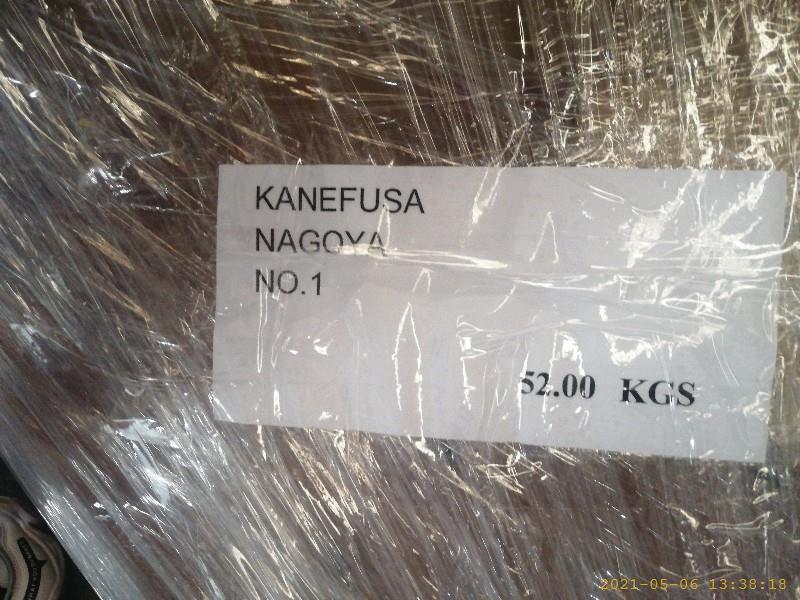 KANEFUSA
NAGOYA
NO.1
52.00 KGS
2021-05-06 13:38:18